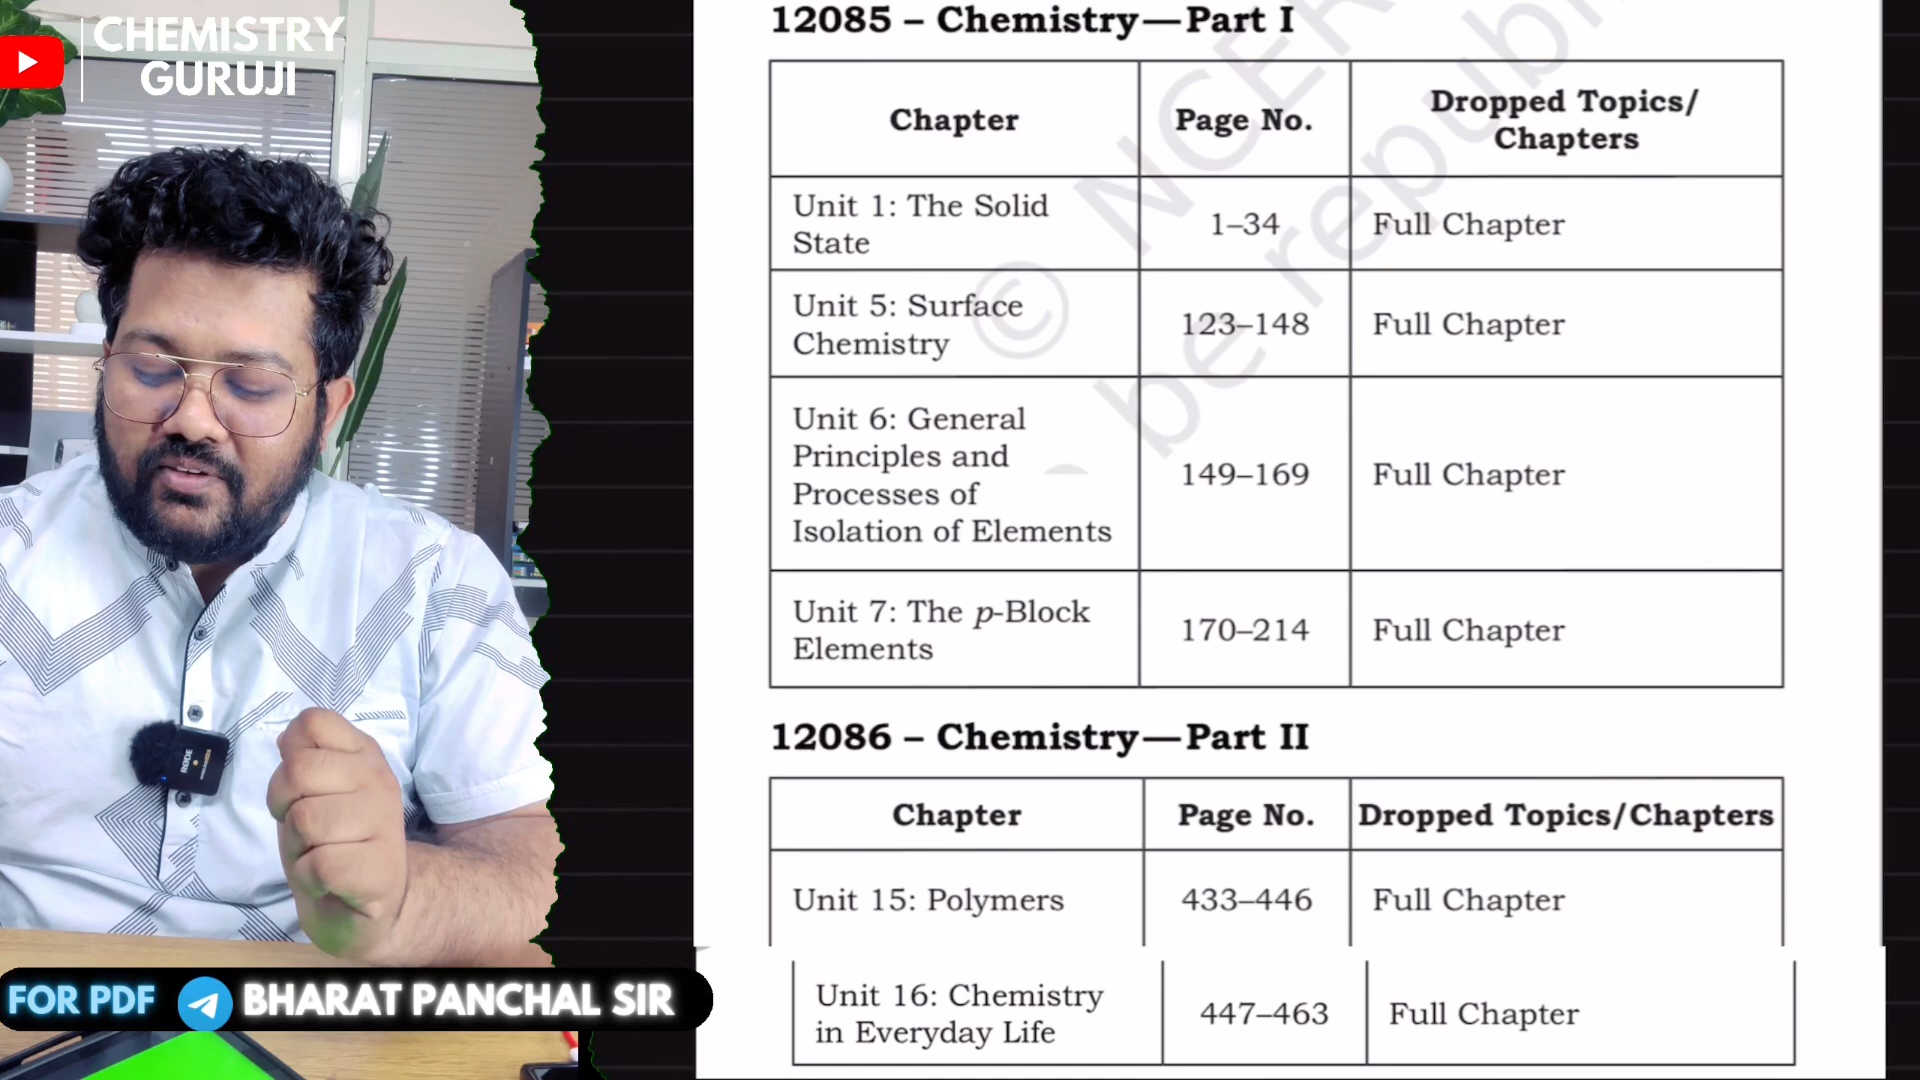 CHEMISTRY
GURUJI
12085 – Chemistry—Part I
Chapter
Page No.
Dropped Topics/
Chapters
Unit 1: The Solid
State
1–34
Full Chapter
Unit 5: Surface
Chemistry
123–148
Full Chapter
Unit 6: General
Principles and
Processes of
Isolation of Elements
149–169
Full Chapter
Unit 7: The p-Block
Elements
170–214
Full Chapter
12086 – Chemistry—Part II
Chapter
Page No.
Dropped Topics/Chapters
Unit 15: Polymers
433–446
Full Chapter
Unit 16: Chemistry
in Everyday Life
447–463
Full Chapter
© NCER
be republi
RØDE
FOR PDF
BHARAT PANCHAL SIR